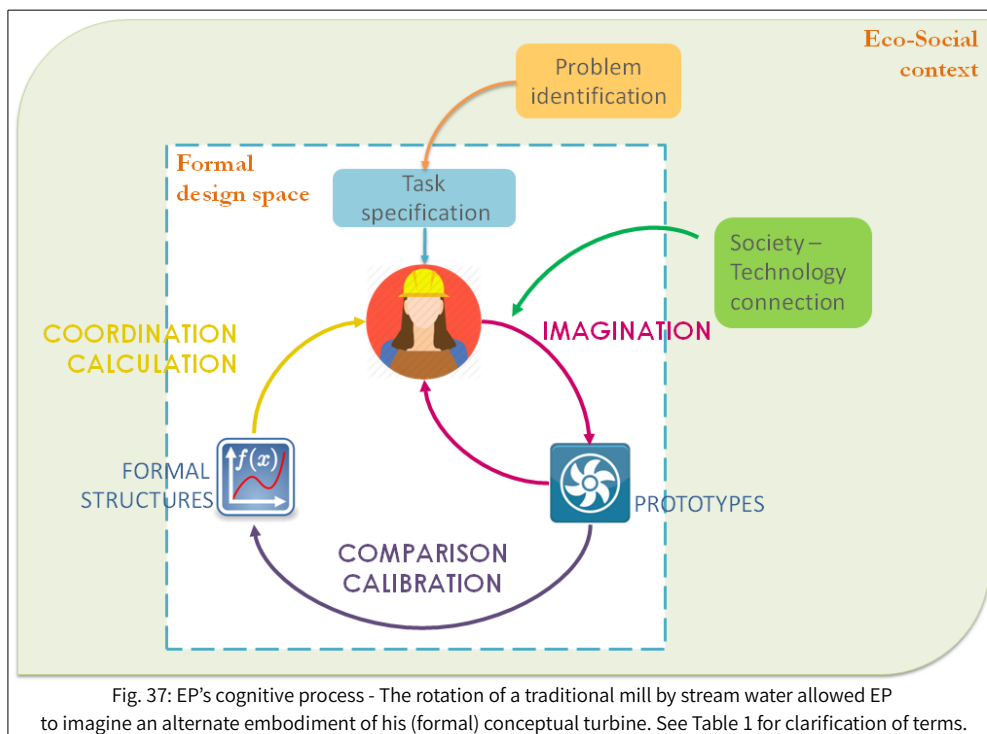 Eco-Social
context
Problem
identification
Formal
design space
Task
specification
Society –
Technology
connection
COORDINATION
CALCULATION
IMAGINATION
f(x)
FORMAL
STRUCTURES
PROTOTYPES
COMPARISON
CALIBRATION
Fig. 37: EP’s cognitive process - The rotation of a traditional mill by stream water allowed EP
to imagine an alternate embodiment of his (formal) conceptual turbine. See Table 1 for clarification of terms.